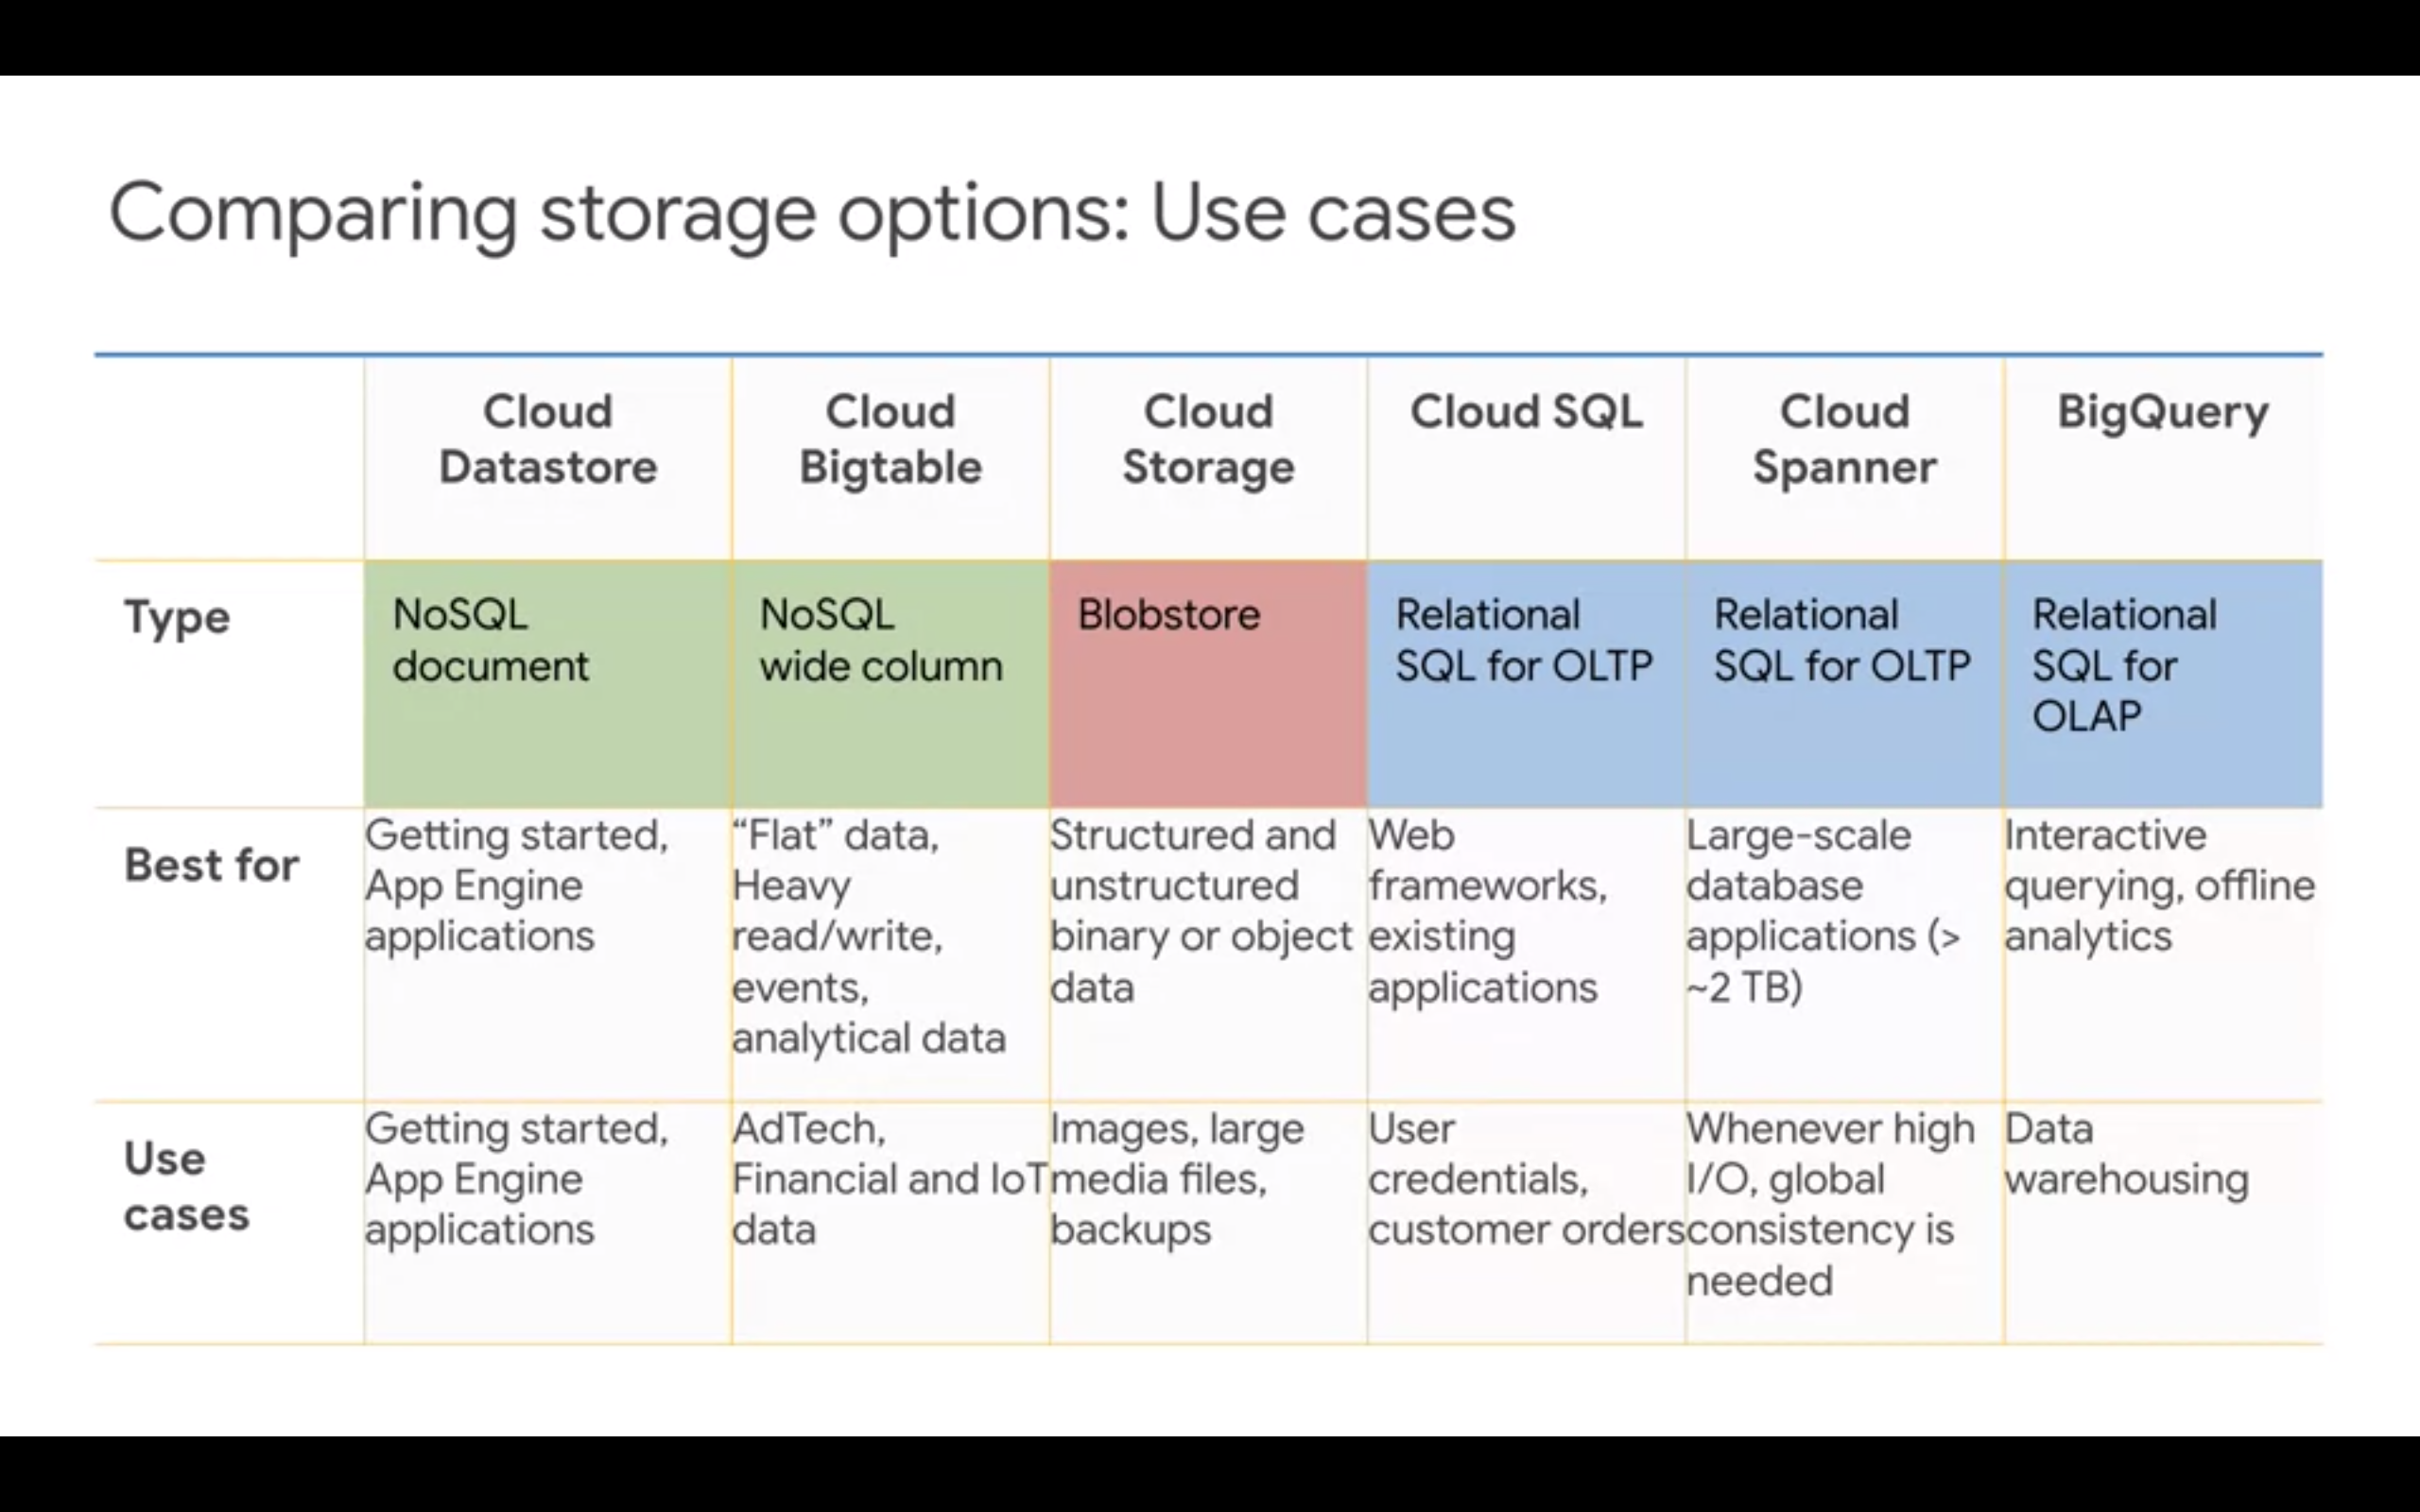 Comparing storage options: Use cases
Cloud
Datastore
Cloud
Bigtable
Cloud
Storage
Cloud SQL
Cloud
Spanner
BigQuery
Type
NoSQL
document
NoSQL
wide column
Blobstore
Relational
SQL for OLTP
Relational
SQL for OLTP
Relational
SQL for
OLAP
Best for
Getting started,
App Engine
applications
“Flat” data,
Heavy
read/write,
events,
analytical data
Structured and
unstructured
binary or object
data
Web
frameworks,
existing
applications
Large-scale
database
applications (>
~2 TB)
Interactive
querying, offline
analytics
Use
cases
Getting started,
App Engine
applications
AdTech,
Financial and IoT
data
Images, large
media files,
backups
User
credentials,
customer orders
Whenever high
I/O, global
consistency is
needed
Data
warehousing